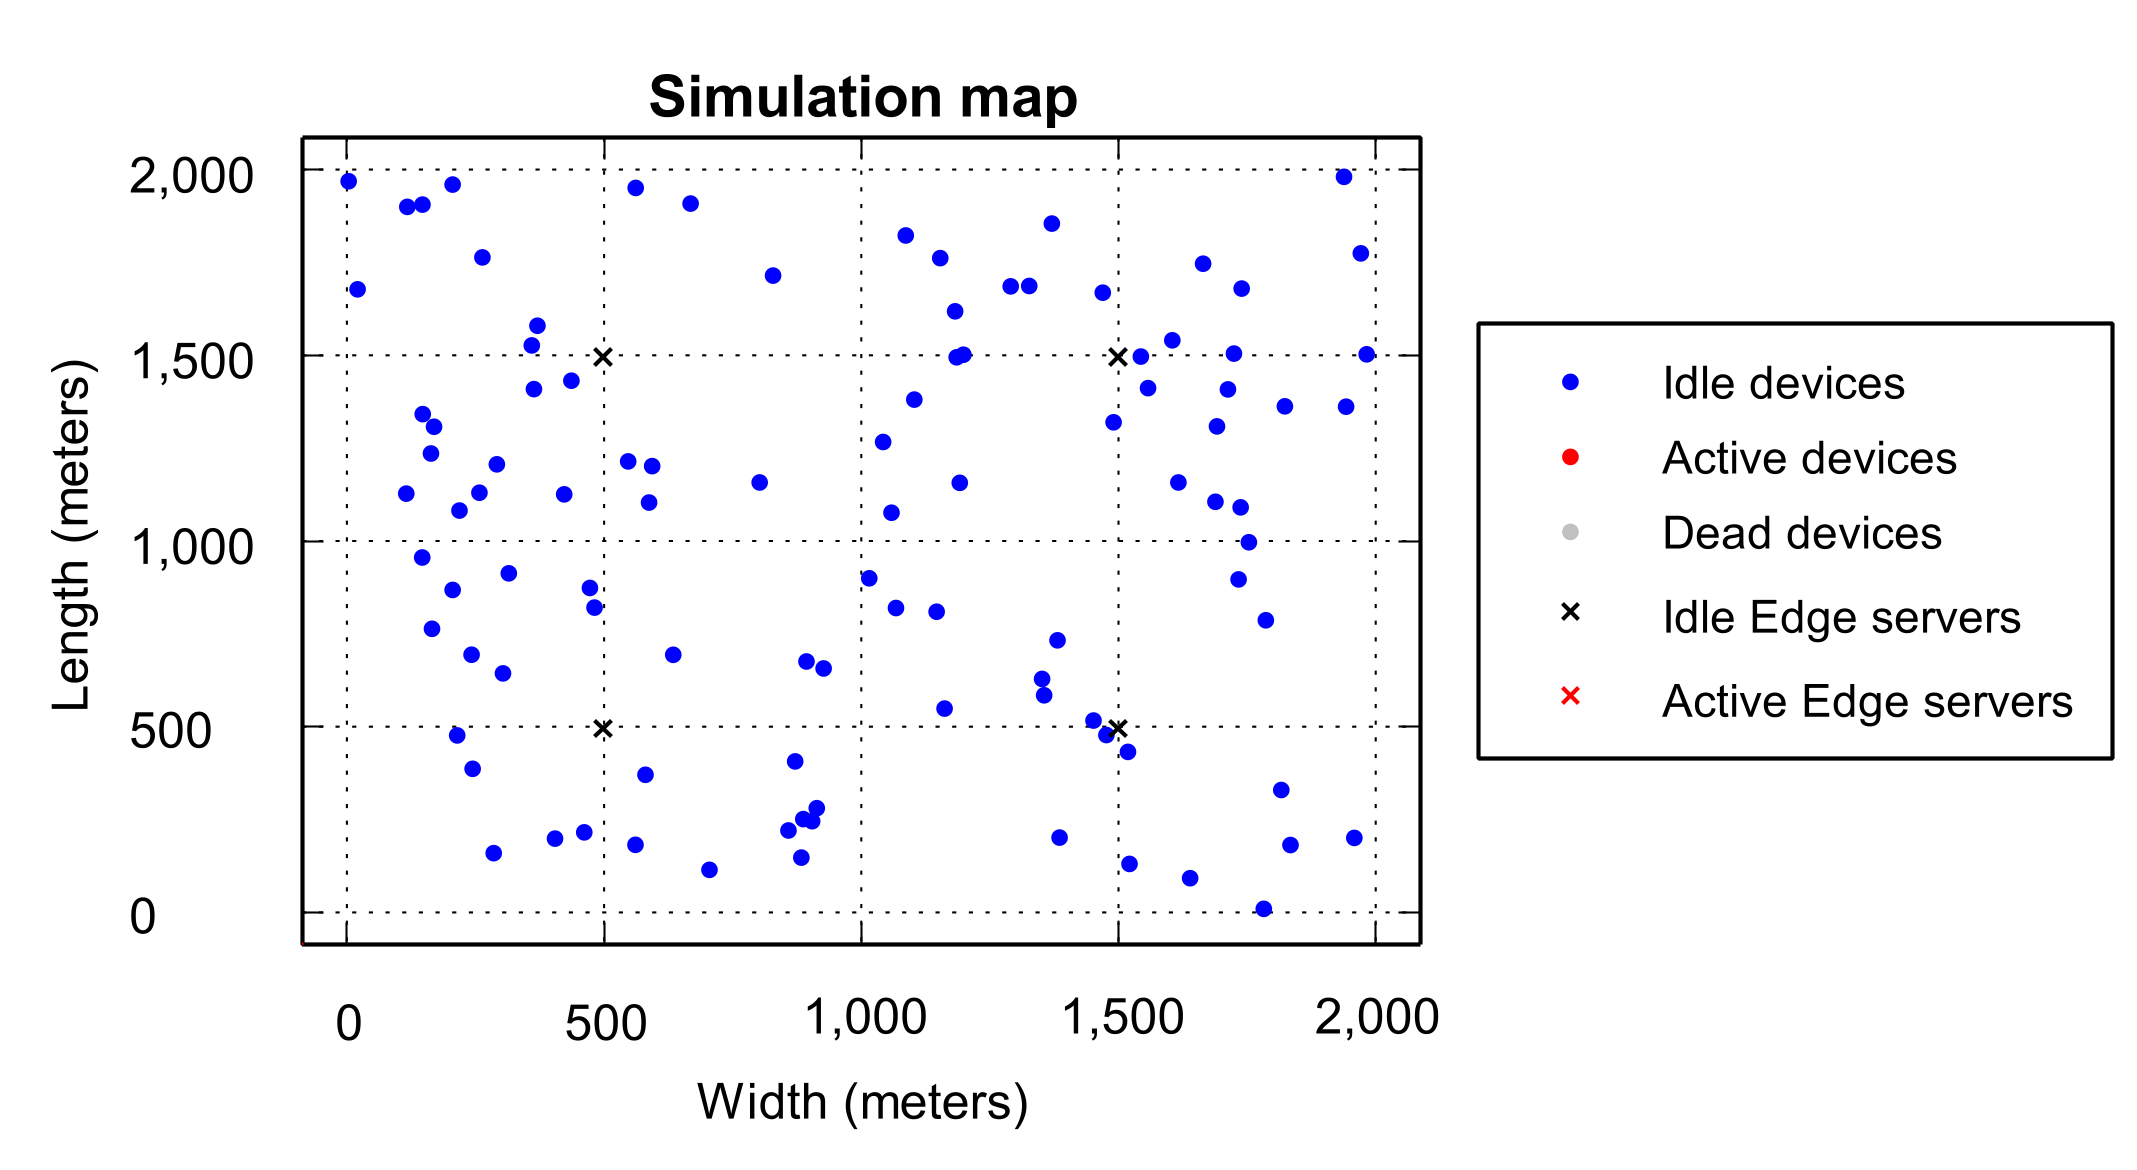 Simulation map
2,000
1,500
1,000
500
0
Length (meters)
0 500 1,000 1,500 2,000
Width (meters)
Idle devices
Active devices
Dead devices
Idle Edge servers
Active Edge servers